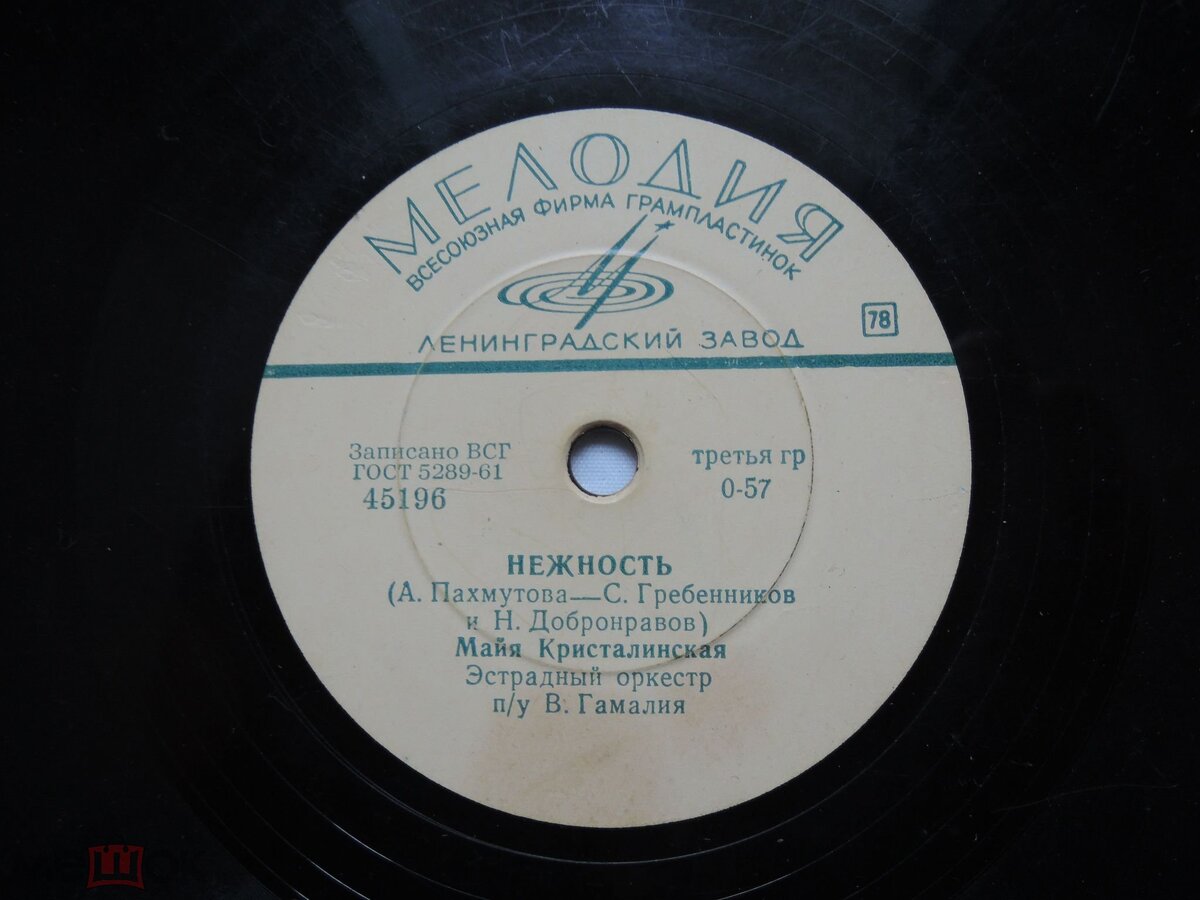 МЕЛОДИЯ
ВСЕСОЮЗНАЯ ФИРМА ГРАМПЛАСТИНОК
ЛЕНИНГРАДСКИЙ ЗАВОД
78
Записано ВСГ
ГОСТ 5289-61
45196
третья гр
0-57
НЕЖНОСТЬ
(А. Пахмутова—С. Гребенников
и Н. Добронравов)
Майя Кристалинская
Эстрадный оркестр
п/у В. Гамалия